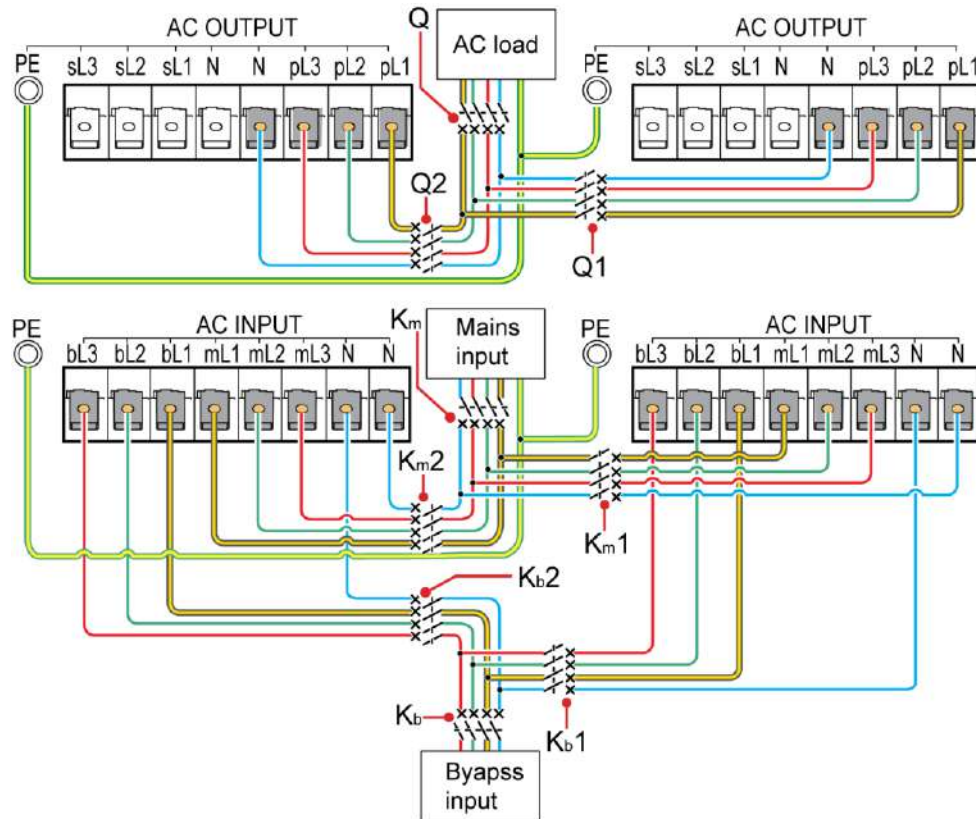 Q
AC load
AC OUTPUT
AC OUTPUT
PE sL3 sL2 sL1 N N pL3 pL2 pL1
PE sL3 sL2 sL1 N N pL3 pL2 pL1
Q2
Q1
PE
AC INPUT
Km
Mains
input
PE
AC INPUT
bL3 bL2 bL1 mL1 mL2 mL3 N N
bL3 bL2 bL1 mL1 mL2 mL3 N N
Km2
Km1
Kb2
Kb
Kb1
Byapss
input